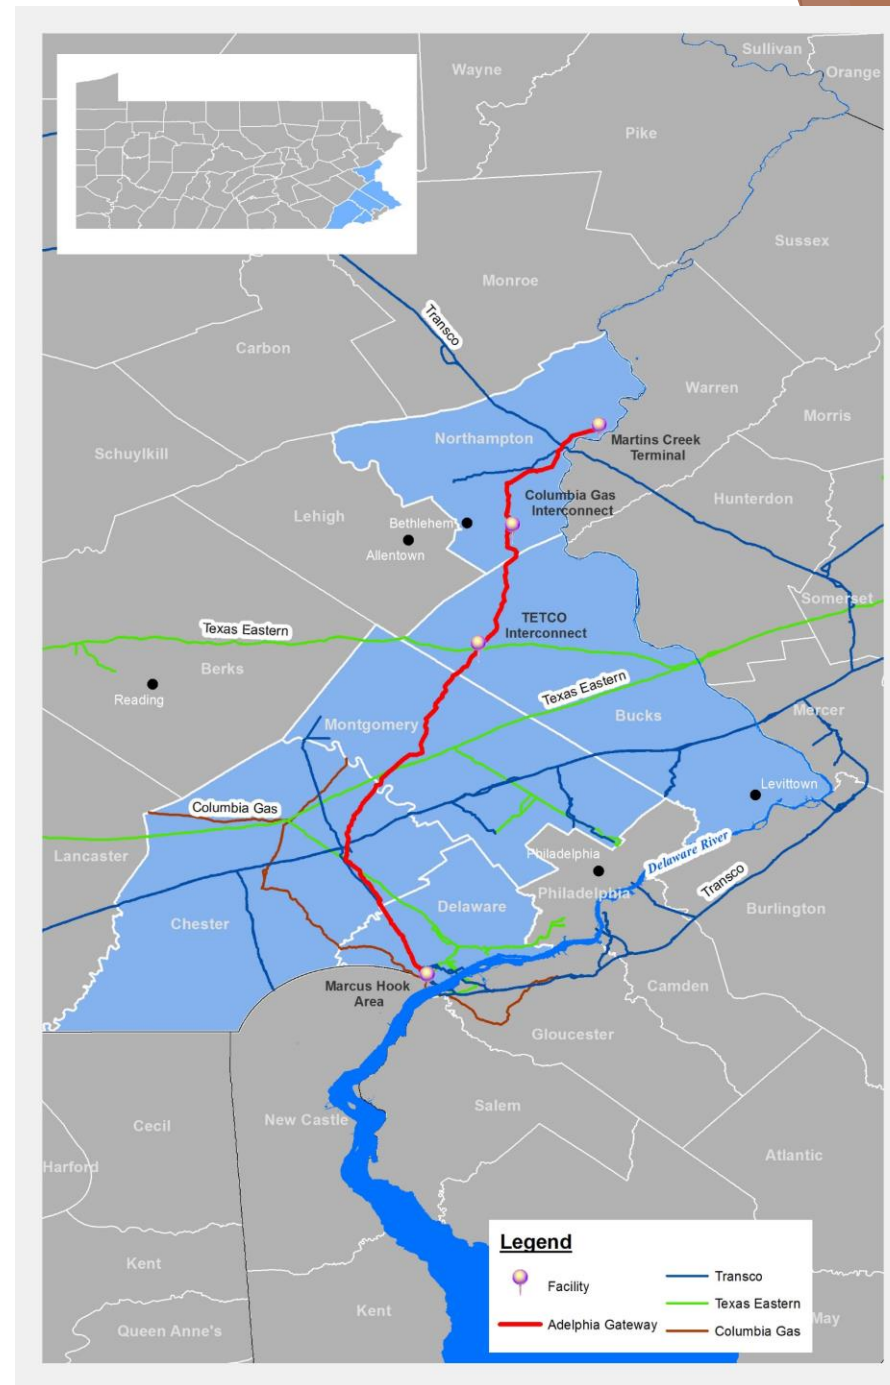 Sullivan
Orange
Wayne
Pike
Sussex
Monroe
Transco
Carbon
Warren
Morris
Northampton
Martins Creek
Terminal
Schuylkill
Hunterdon
Columbia Gas
Interconnect
Lehigh
Bethlehem
Allentown
Somerset
TETCO
Interconnect
Texas Eastern
Berks
Reading
Texas Eastern
Bucks
Mercer
Montgomery
Levittown
Columbia Gas
Lancaster
Philadelphia
Delaware River
Philadelphia
Transco
Chester
Delaware
Burlington
Marcus Hook
Area
Camden
Gloucester
New Castle
Salem
Cecil
Atlantic
Harford
Kent
Kent
Queen Anne's
May
Legend
Facility
Adelphia Gateway
Transco
Texas Eastern
Columbia Gas